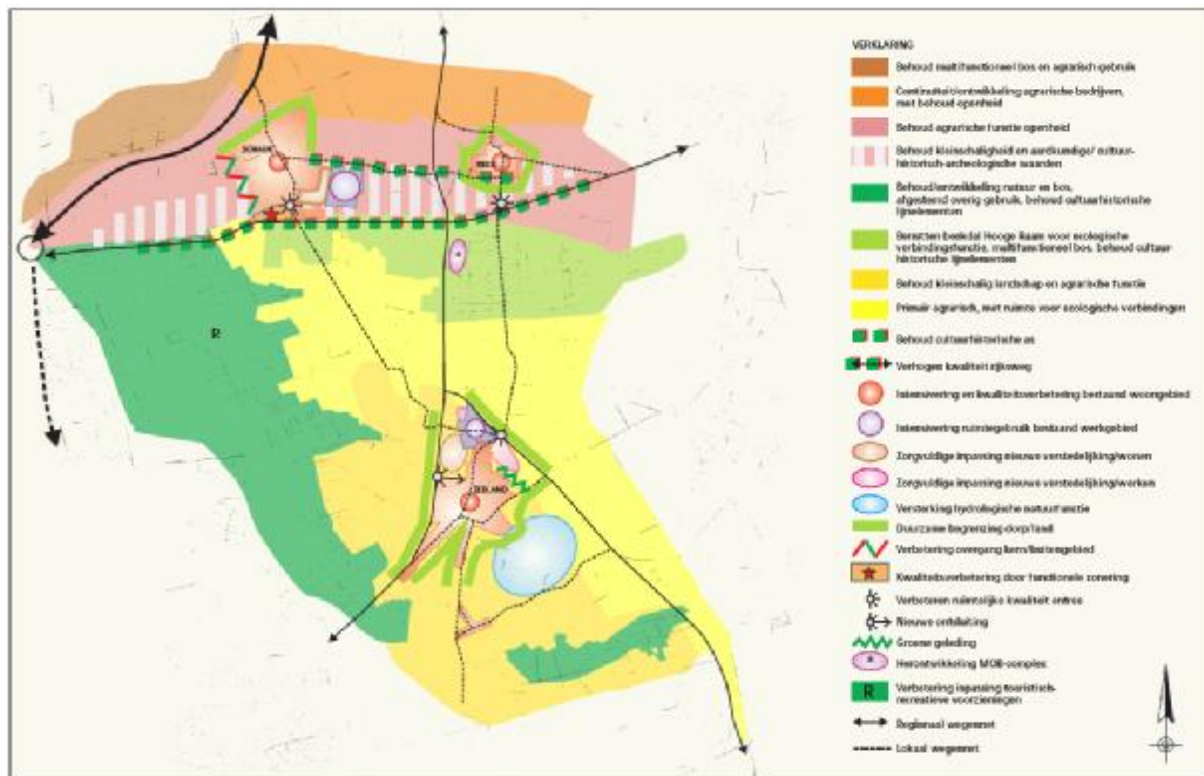 VERKLARING
Behoud multifunctioneel bos en agrarisch gebruik
Continuïteit/ontwikkeling agrarische bedrijven,
met behoud openheid
Behoud agrarische functie openheid
Behoud kleinschaligheid en aardkundige/ cultuur-
historisch-archeologische waarden
Behoud/ontwikkeling natuur en bos,
afgestemd overig gebruik, behoud cultuurhistorische
lijnelementen
Benutten beekdal Hooge Raam voor ecologische
verbindingsfunctie, multifunctioneel bos, behoud cultuur-
historische lijnelementen
Behoud kleinschalig landschap en agrarische functie
Primair agrarisch, met ruimte voor ecologische verbindingen
Behoud cultuurhistorische as
Verhogen kwaliteit rijksweg
Intensivering en kwaliteitsverbetering bestaand woongebied
Intensivering ruimtegebruik bestaand werkgebied
Zorgvuldige inpassing nieuwe verstedelijking/wonen
Zorgvuldige inpassing nieuwe verstedelijking/werken
Versterking hydrologische natuurfunctie
Duurzame begrenzing dorp/land
Verbetering overgang kern/buitengebied
Kwaliteitsverbetering door functionele zonering
Verbeteren ruimtelijke kwaliteit entree
Nieuwe ontsluiting
Groene geleding
Herontwikkeling MOB-complex
R Verbetering inpassing toeristisch-
recreatieve voorzieningen
Regionaal wegennet
Lokaal wegennet
SCHAIJK
REEK
R
ZEELAND